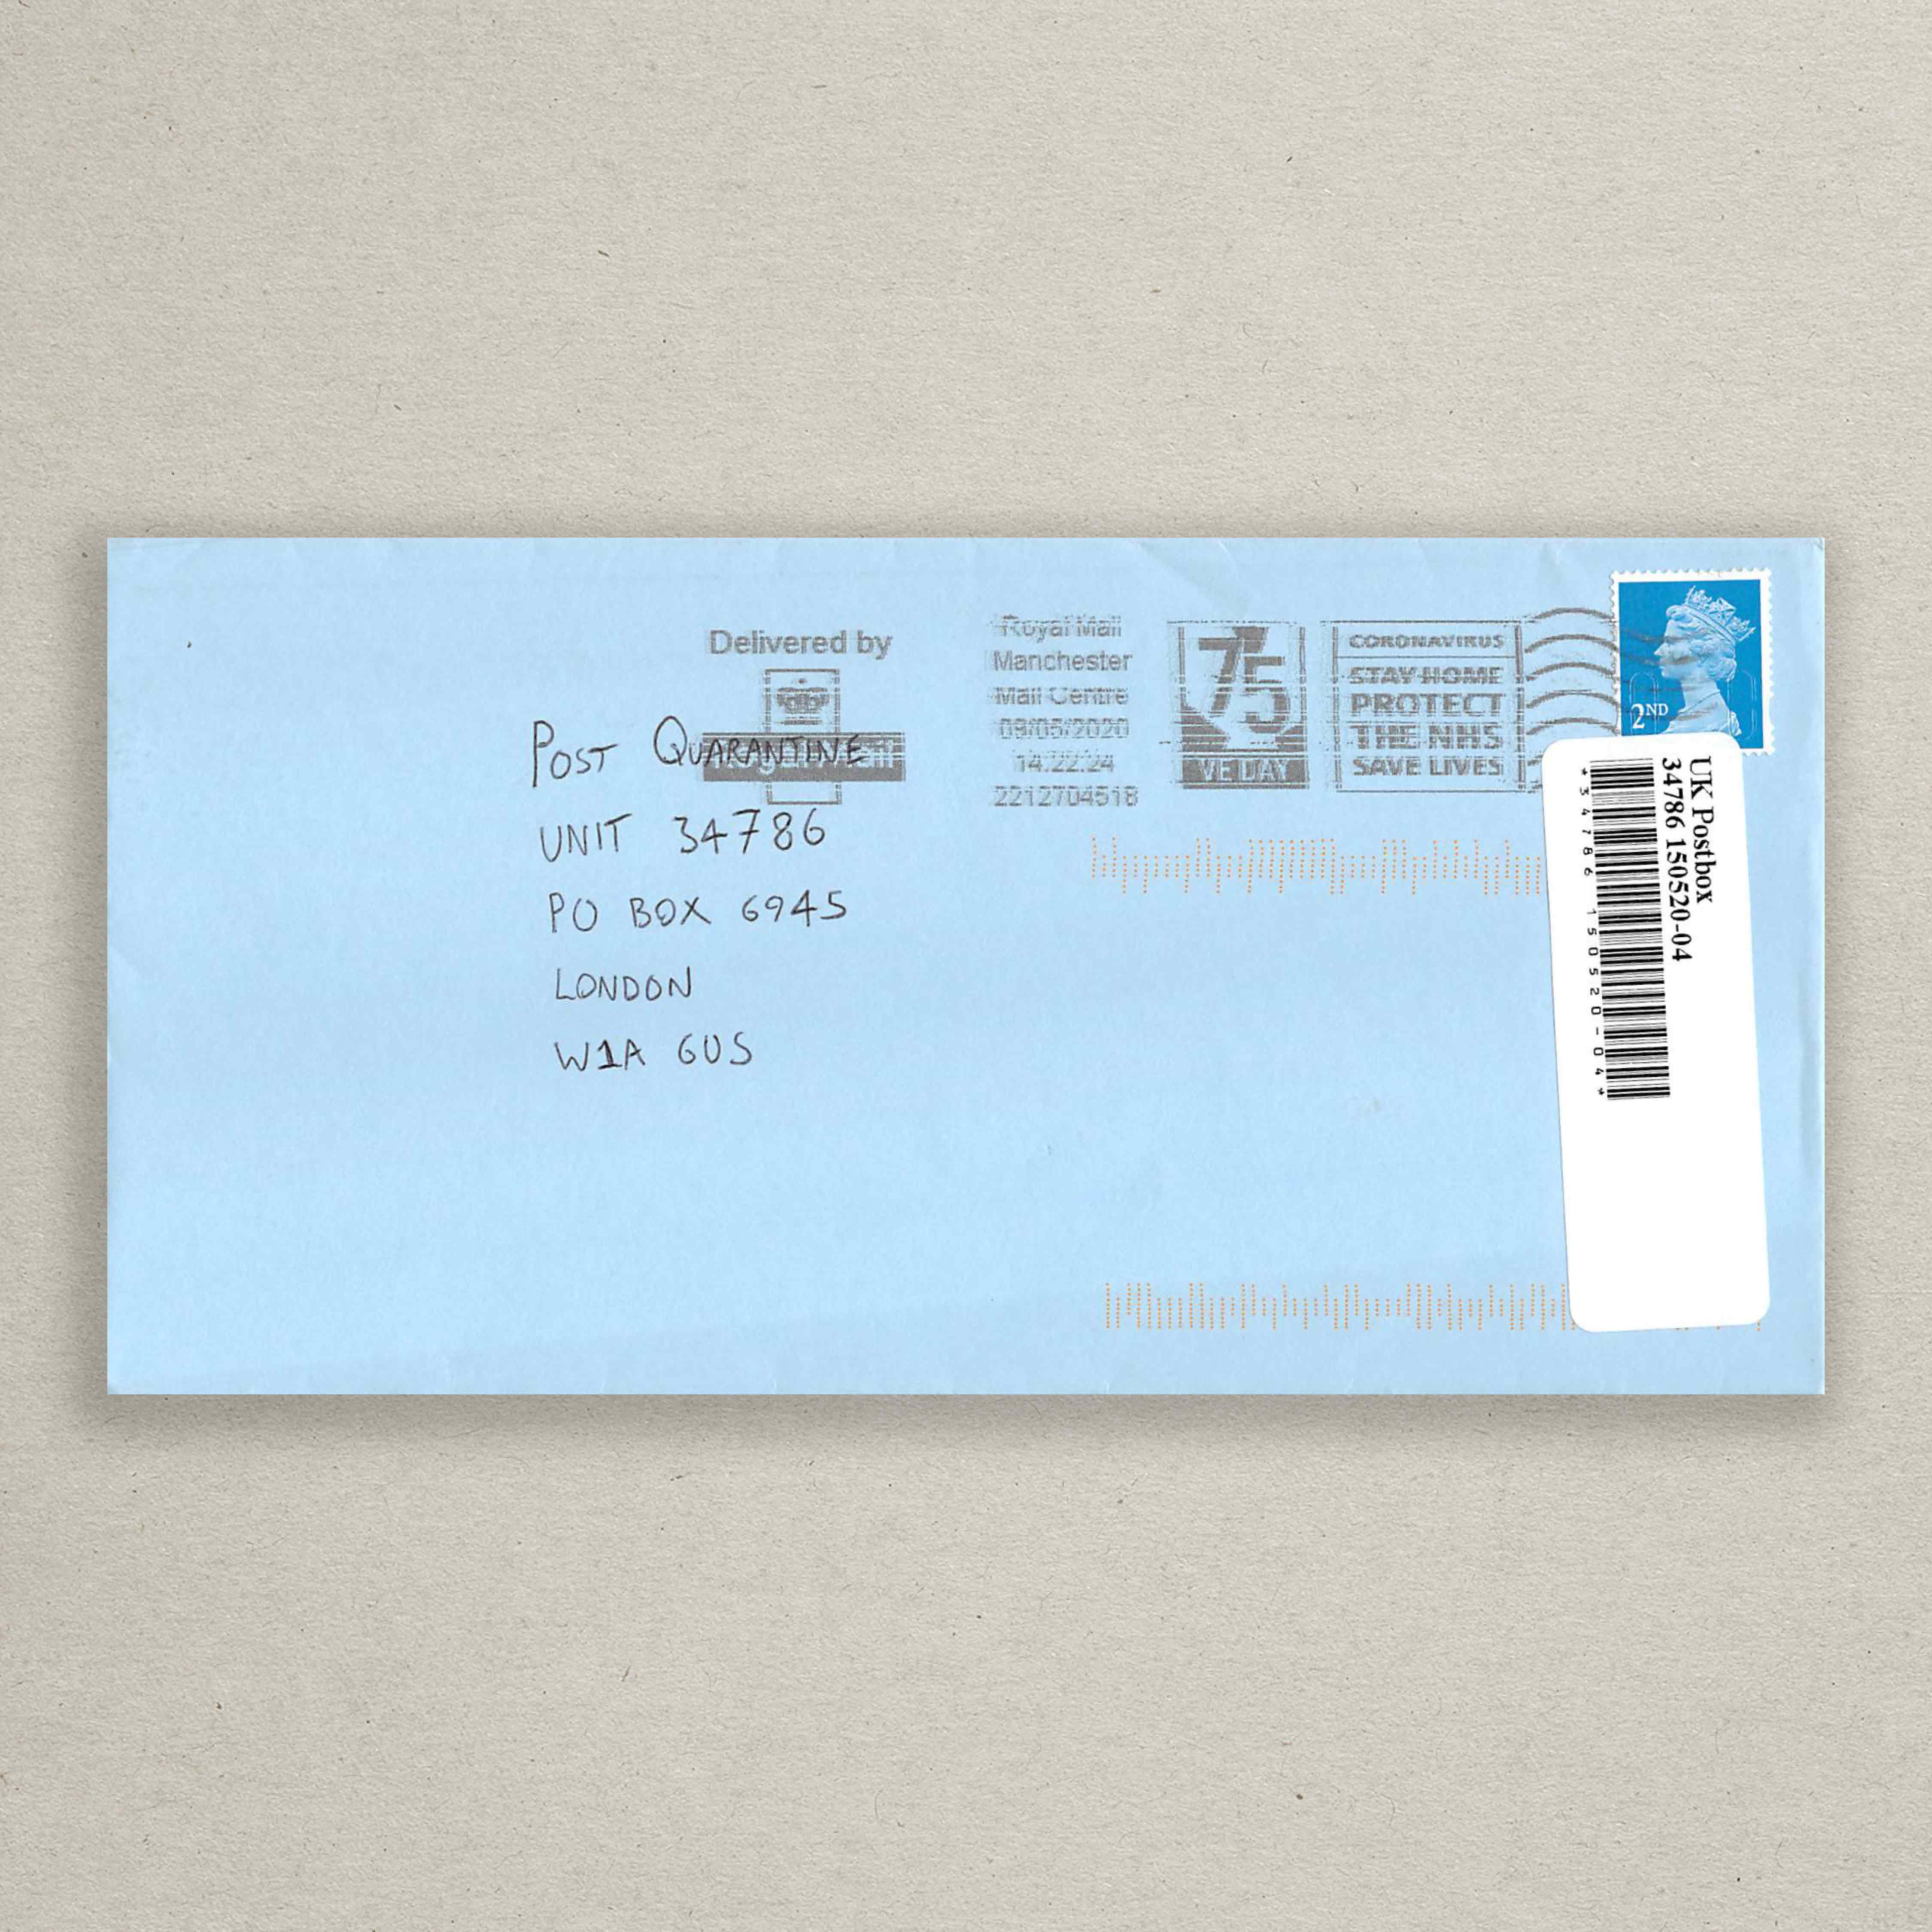 Delivered by
Royal Mail
Royal Mail
Manchester
Mail Centre
09/05/2020
14:22:24
2212704518
75
VE DAY
CORONAVIRUS
STAY HOME
PROTECT
THE NHS
SAVE LIVES
2ND
POST QUARANTINE
UNIT 34786
PO BOX 6945
LONDON
W1A 6US
UK Postbox
34786 150520-04
*34786 150520-04*